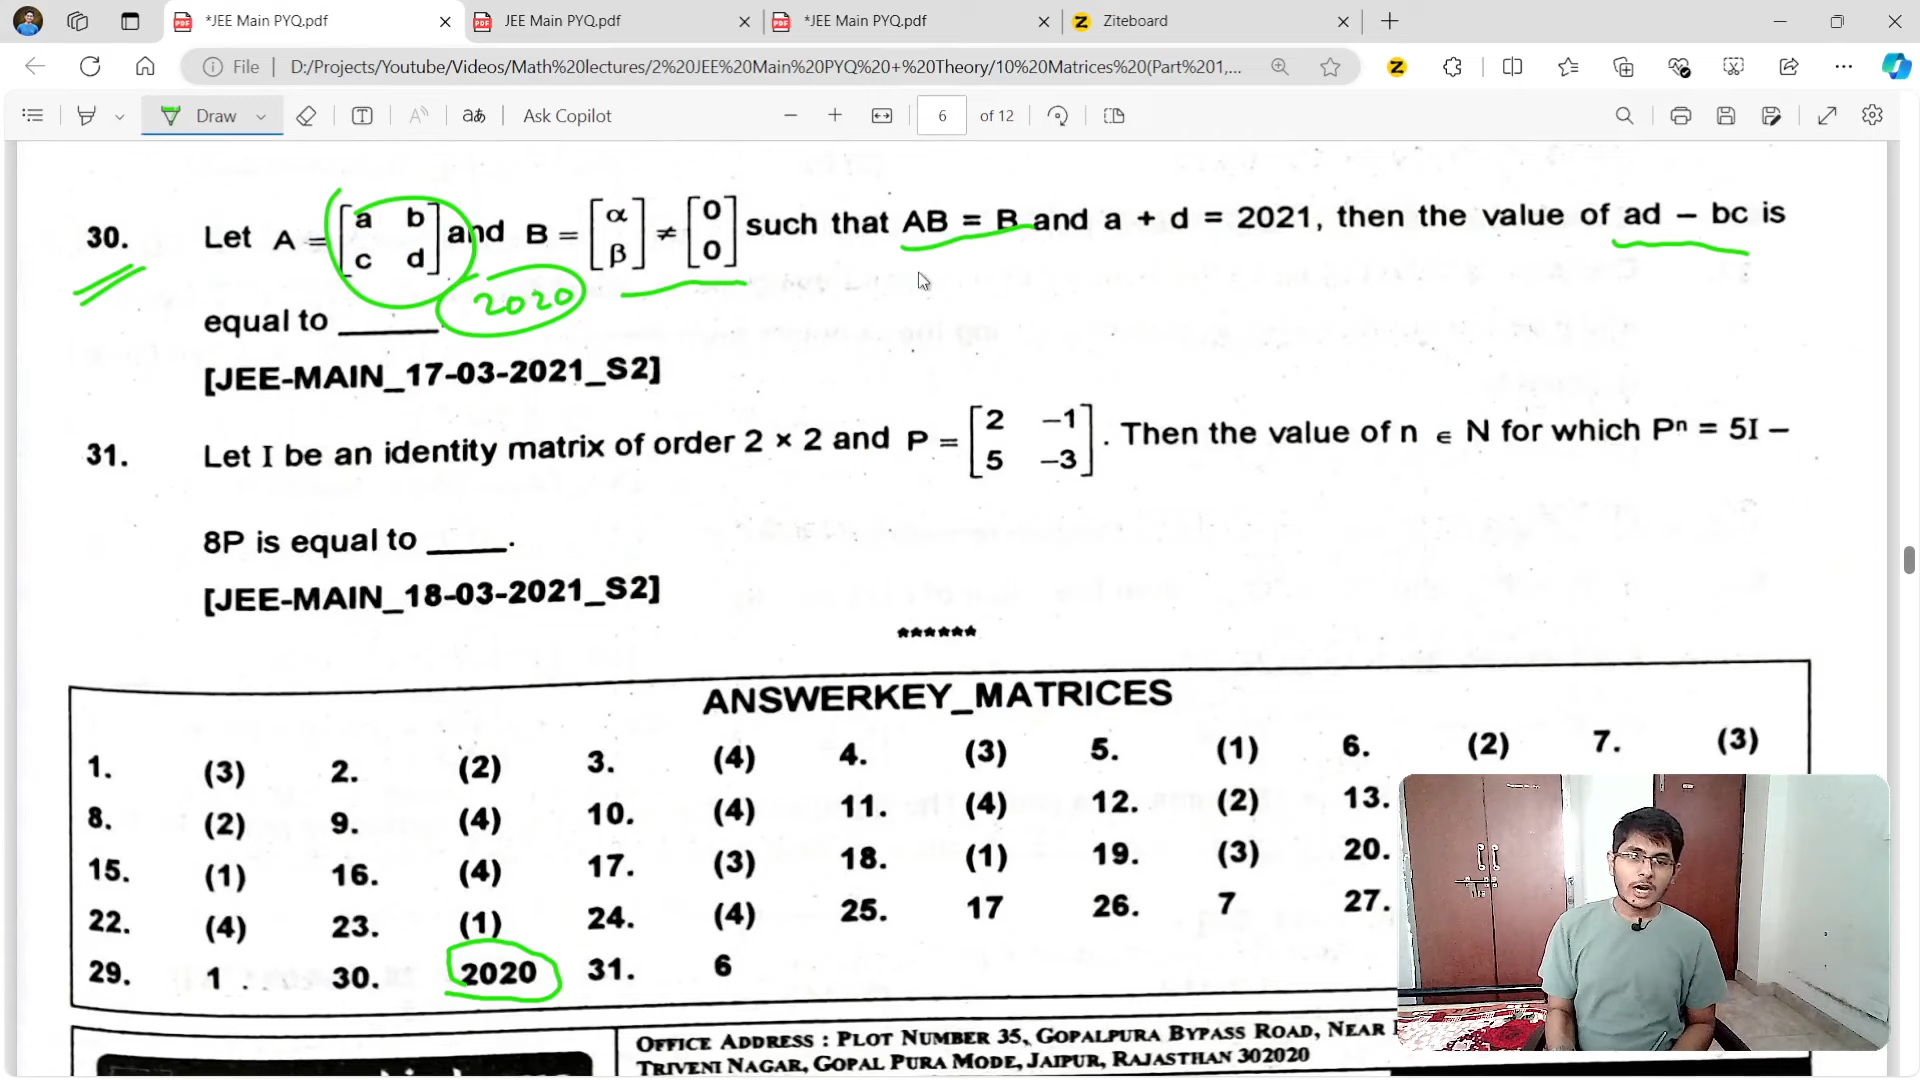 *JEE Main PYQ.pdf
JEE Main PYQ.pdf
*JEE Main PYQ.pdf
Ziteboard
File
D:/Projects/Youtube/Videos/Math%20lectures/2%20JEE%20Main%20PYQ%20+%20Theory/10%20Matrices%20(Part%201,...
Draw
Ask Copilot
6 of 12
30. Let A = [a b; c d] and B = [α; β] ≠ [0; 0] such that AB = B and a + d = 2021, then the value of ad – bc is
2020
equal to ______
[JEE-MAIN_17-03-2021_S2]
31. Let I be an identity matrix of order 2 × 2 and P = [2 –1; 5 –3]. Then the value of n ∈ N for which Pⁿ = 5I –
8P is equal to _____.
[JEE-MAIN_18-03-2021_S2]
******
ANSWERKEY_MATRICES
1. (3) 2. (2) 3. (4) 4. (3) 5. (1) 6. (2) 7. (3)
8. (2) 9. (4) 10. (4) 11. (4) 12. (2) 13.
15. (1) 16. (4) 17. (3) 18. (1) 19. (3) 20.
22. (4) 23. (1) 24. (4) 25. 17 26. 7 27.
29. 1 30. 2020 31. 6
OFFICE ADDRESS : PLOT NUMBER 35, GOPALPURA BYPASS ROAD, NEAR
TRIVENI NAGAR, GOPAL PURA MODE, JAIPUR, RAJASTHAN 302020